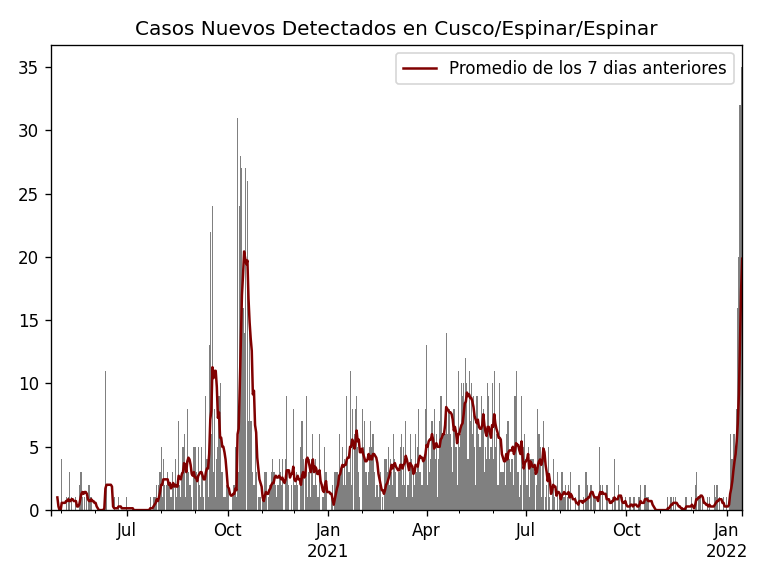 Casos Nuevos Detectados en Cusco/Espinar/Espinar
Promedio de los 7 dias anteriores
35
30
25
20
15
10
5
0
Jul
Oct
Jan
2021
Apr
Jul
Oct
Jan
2022